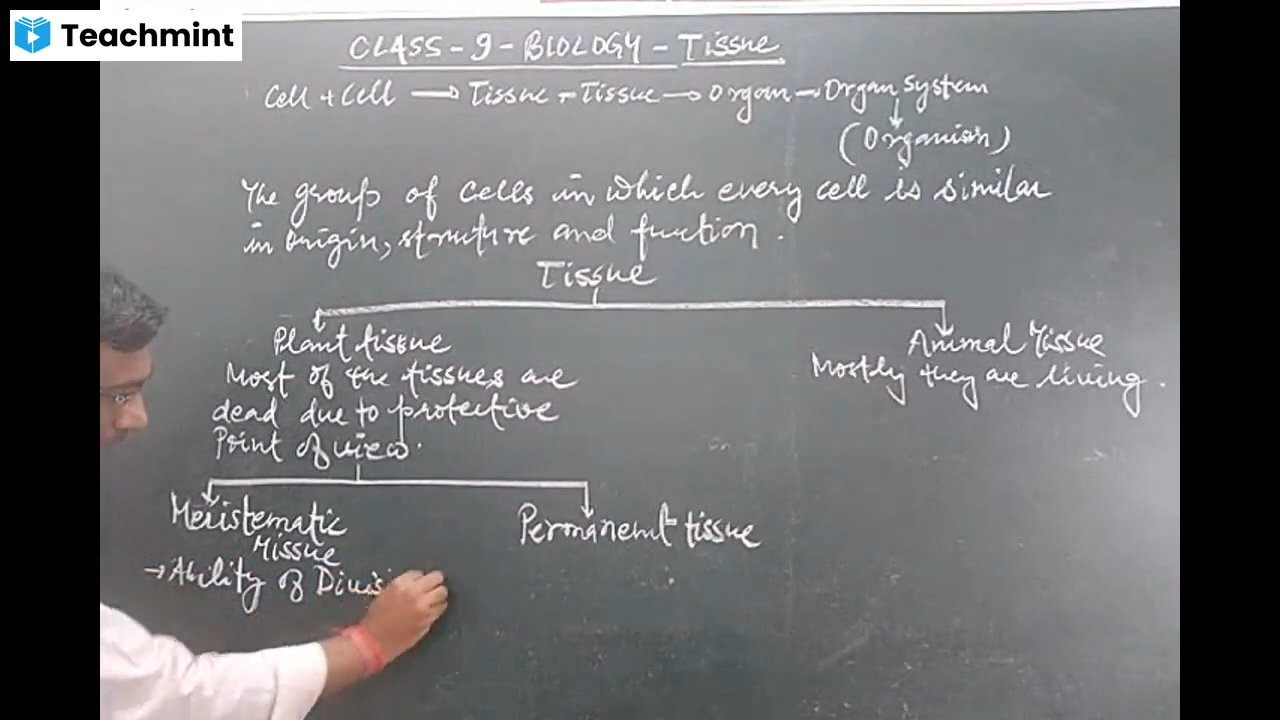 Teachmint
CLASS-9-BIOLOGY-Tissue
Cell + Cell → Tissue - Tissue → Organ → Organ System
(Organism)
The group of cells in which every cell is similar
in origin, structure and function.
Tissue
Plant tissue
Animal Tissue
Most of the tissues are
Mostly they are living.
dead due to protective
Point of view.
Meristematic
Permanent tissue
Tissue
→ Ability of Divis